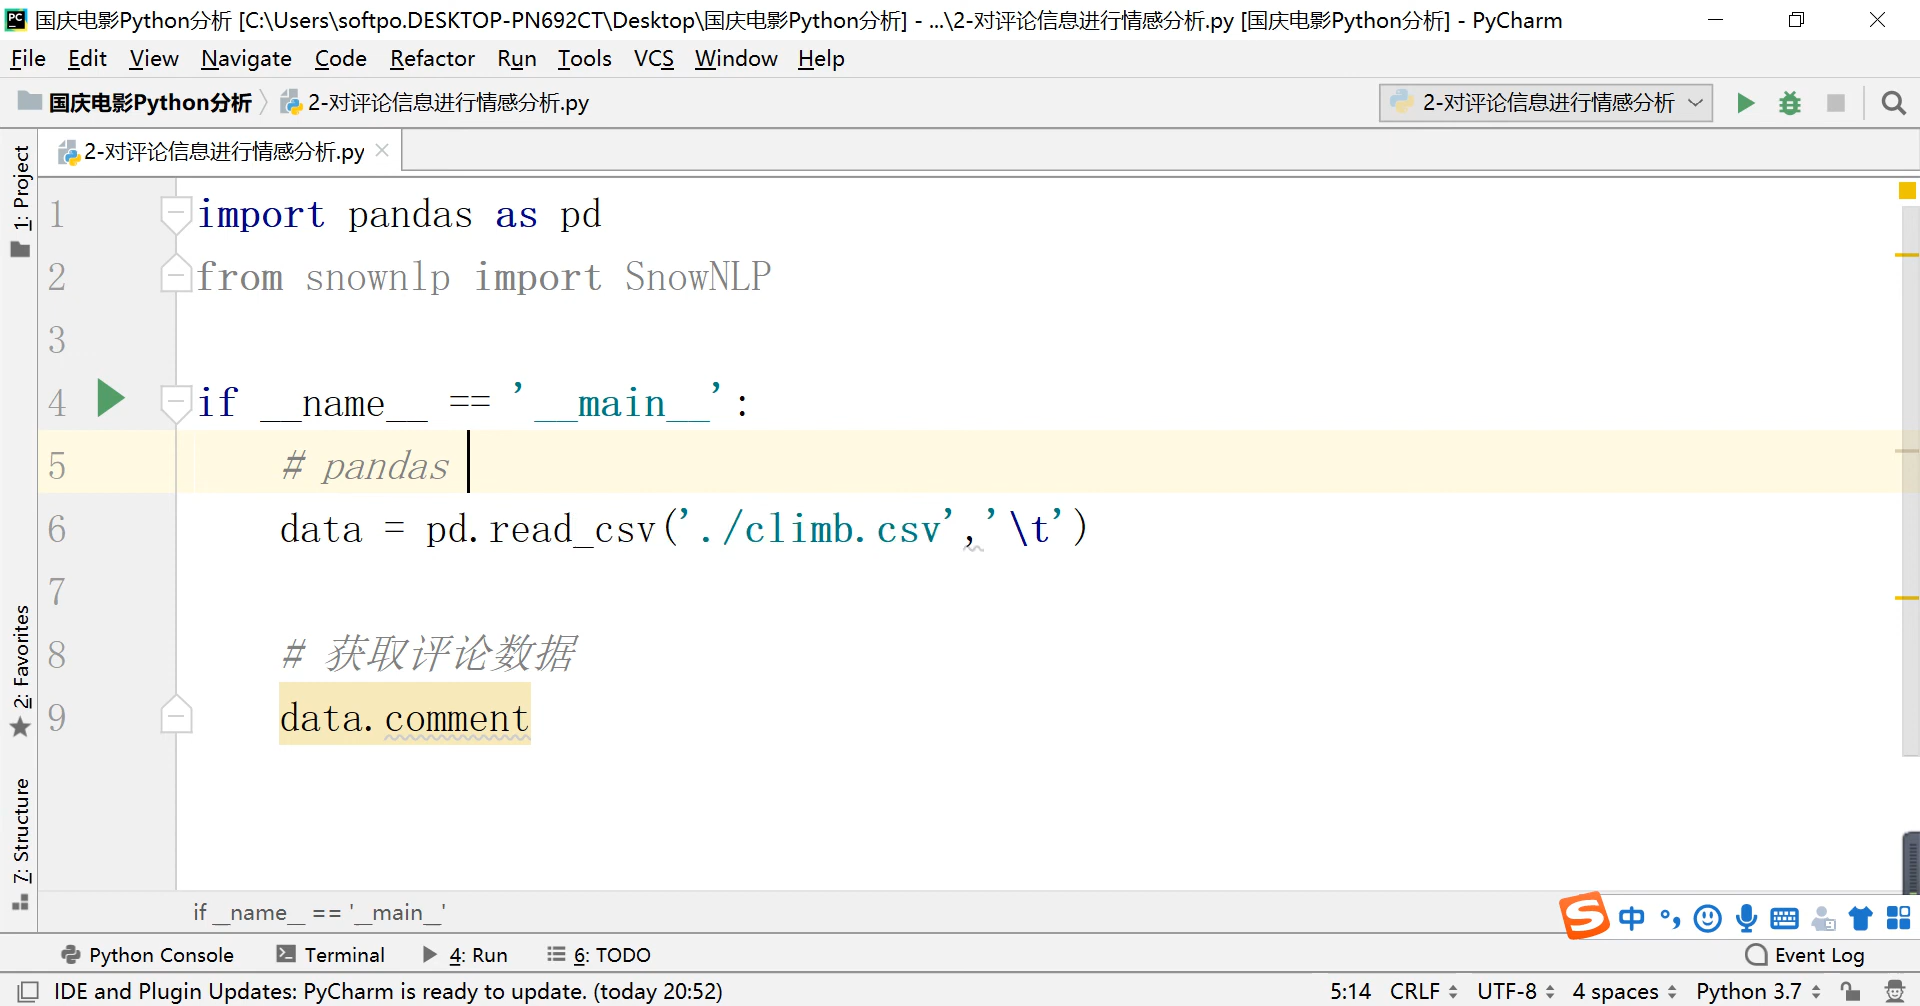 国庆电影Python分析 [C:\Users\softpo.DESKTOP-PN692CT\Desktop\国庆电影Python分析] - ...\2-对评论信息进行情感分析.py [国庆电影Python分析] - PyCharm
File Edit View Navigate Code Refactor Run Tools VCS Window Help
国庆电影Python分析 2-对评论信息进行情感分析.py 2-对评论信息进行情感分析
2-对评论信息进行情感分析.py
1: Project
2: Favorites
7: Structure
1 import pandas as pd
2 from snownlp import SnowNLP
3
4 if __name__ == '__main__':
5 # pandas
6 data = pd.read_csv('./climb.csv','\t')
7
8 # 获取评论数据
9 data.comment
if __name__ == '__main__'
中
Python Console Terminal 4: Run 6: TODO Event Log
IDE and Plugin Updates: PyCharm is ready to update. (today 20:52) 5:14 CRLF UTF-8 4 spaces Python 3.7